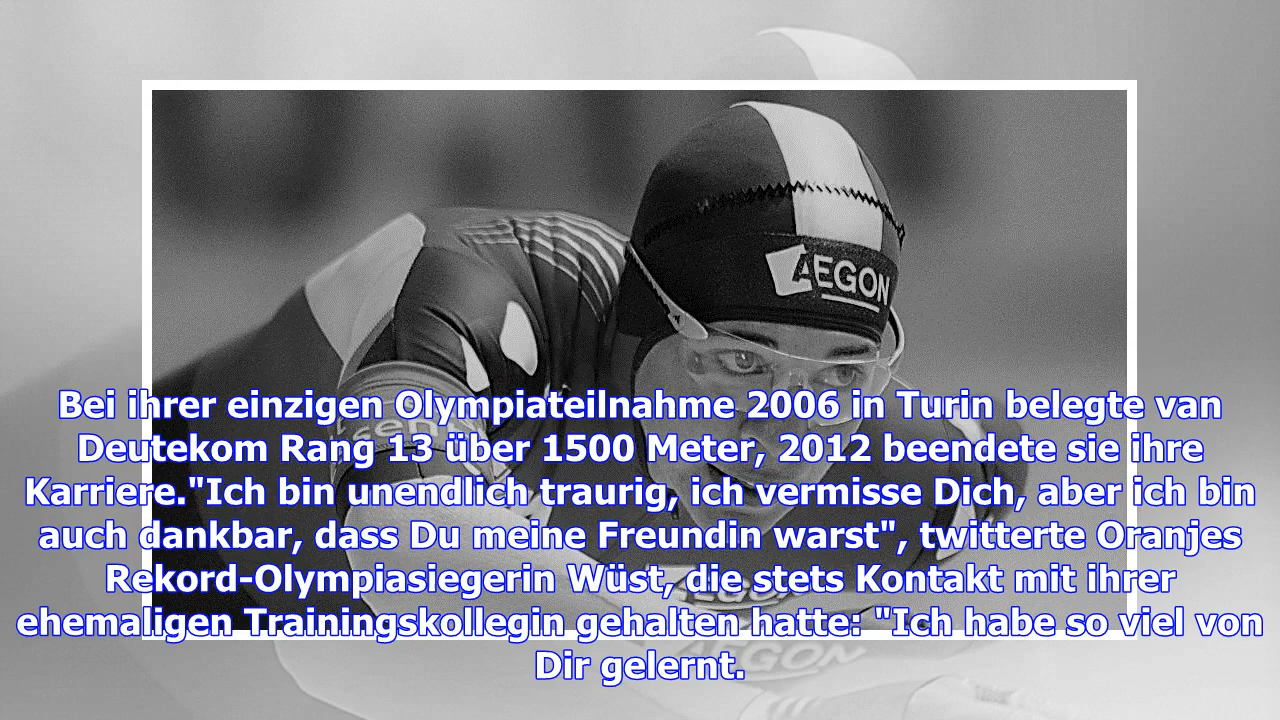 AEGON
Bei ihrer einzigen Olympiateilnahme 2006 in Turin belegte van
Deutekom Rang 13 über 1500 Meter, 2012 beendete sie ihre
Karriere."Ich bin unendlich traurig, ich vermisse Dich, aber ich bin
auch dankbar, dass Du meine Freundin warst", twitterte Oranjes
Rekord-Olympiasiegerin Wüst, die stets Kontakt mit ihrer
ehemaligen Trainingskollegin gehalten hatte: "Ich habe so viel von
Dir gelernt.
AEGON